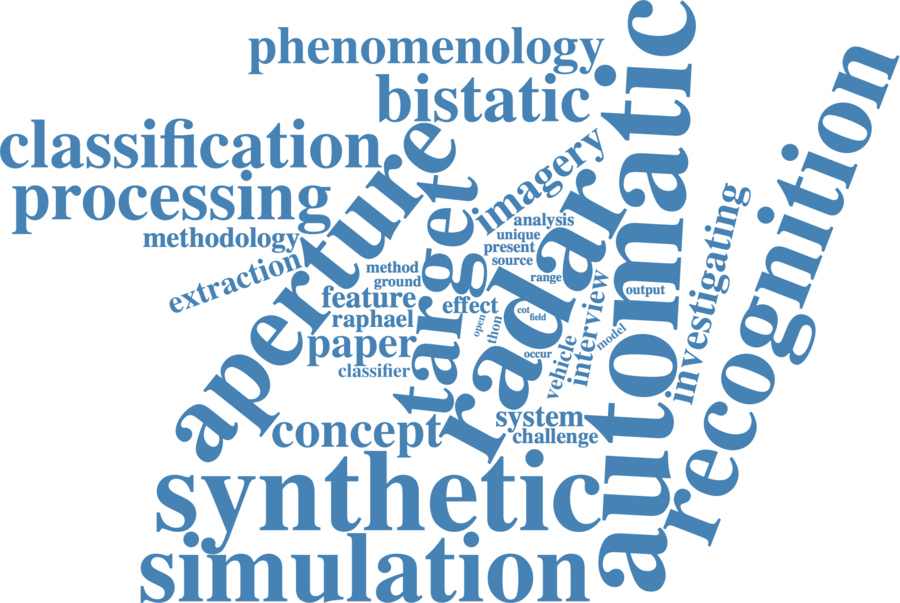 phenomenology
bistatic
automatic
recognition
classification
aperture
imagery
processing
target
radar
analysis
unique
methodology
present
source
investigating
extraction
method
ground
range
interview
output
feature
effect
cot
field
raphael
open
thon
model
paper
occur
vehicle
classifier
concept
system
challenge
synthetic
simulation